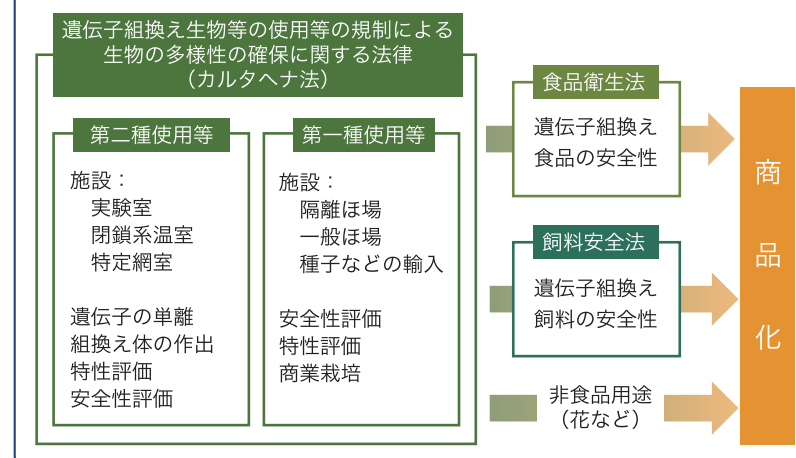 遺伝子組換え生物等の使用等の規制による
生物の多様性の確保に関する法律
（カルタヘナ法）
第二種使用等
施設：
実験室
閉鎖系温室
特定網室
遺伝子の単離
組換え体の作出
特性評価
安全性評価
第一種使用等
施設：
隔離ほ場
一般ほ場
種子などの輸入
安全性評価
特性評価
商業栽培
食品衛生法
遺伝子組換え
食品の安全性
飼料安全法
遺伝子組換え
飼料の安全性
非食品用途
（花など）
商品化